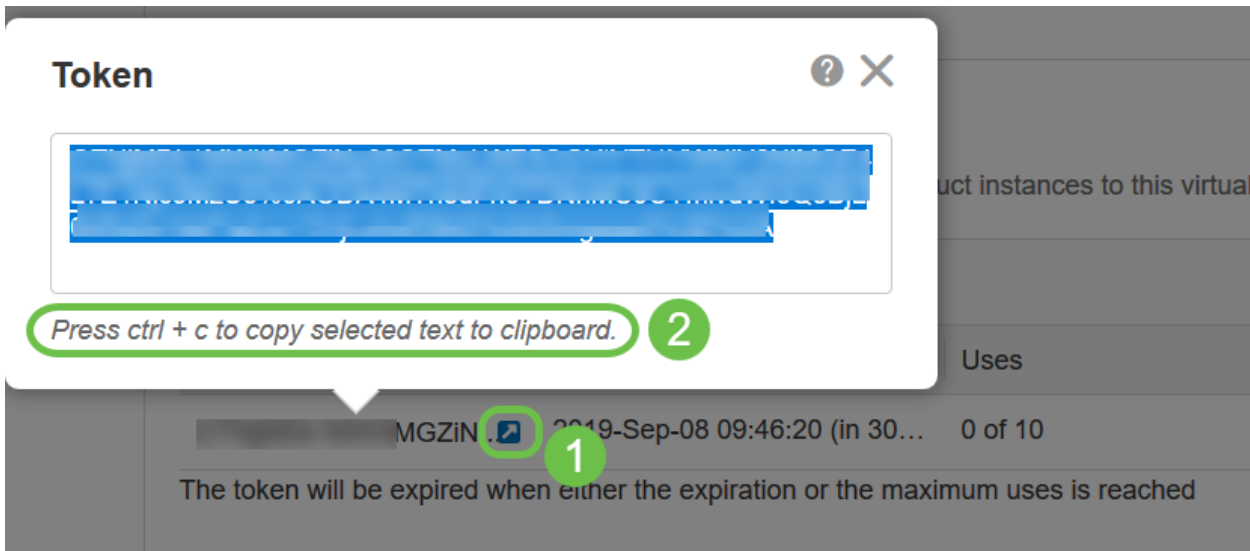 Token
uct instances to this virtual
Press ctrl + c to copy selected text to clipboard. 2
Uses
MGZiN... 2019-Sep-08 09:46:20 (in 30... 0 of 10
1
The token will be expired when either the expiration or the maximum uses is reached